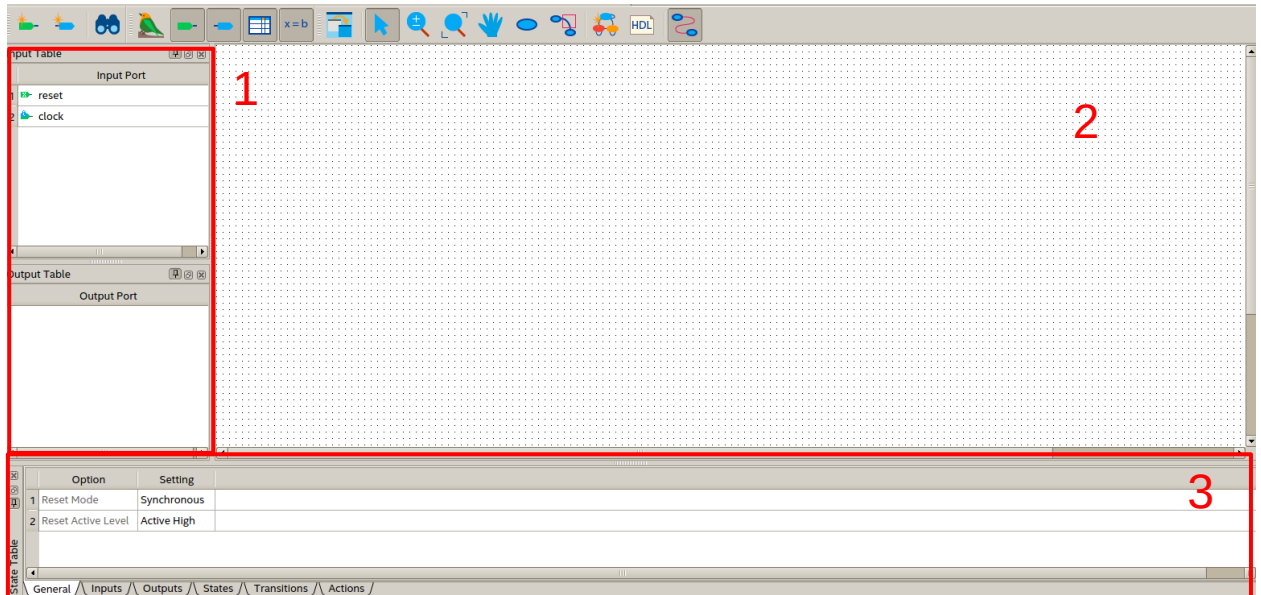 x=b
HDL
Input Table
Input Port
1 reset
2 clock
1
2
Output Table
Output Port
3
Option Setting
1 Reset Mode Synchronous
2 Reset Active Level Active High
State Table
General Inputs Outputs States Transitions Actions